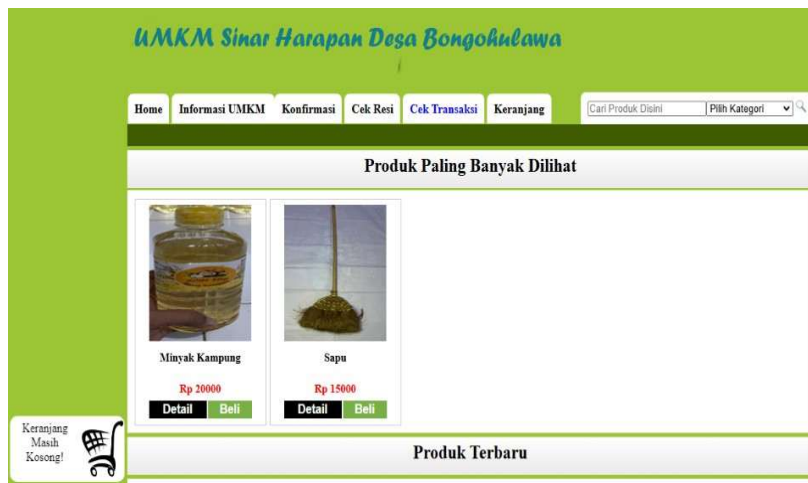 UMKM Sinar Harapan Desa Bongohulawa
Home Informasi UMKM Konfirmasi Cek Resi Cek Transaksi Keranjang Cari Produk Disini Pilih Kategori
Produk Paling Banyak Dilihat
Minyak Kampung Sapu
Rp 20000 Rp 15000
Detail Beli Detail Beli
Keranjang
Masih
Kosong!
Produk Terbaru